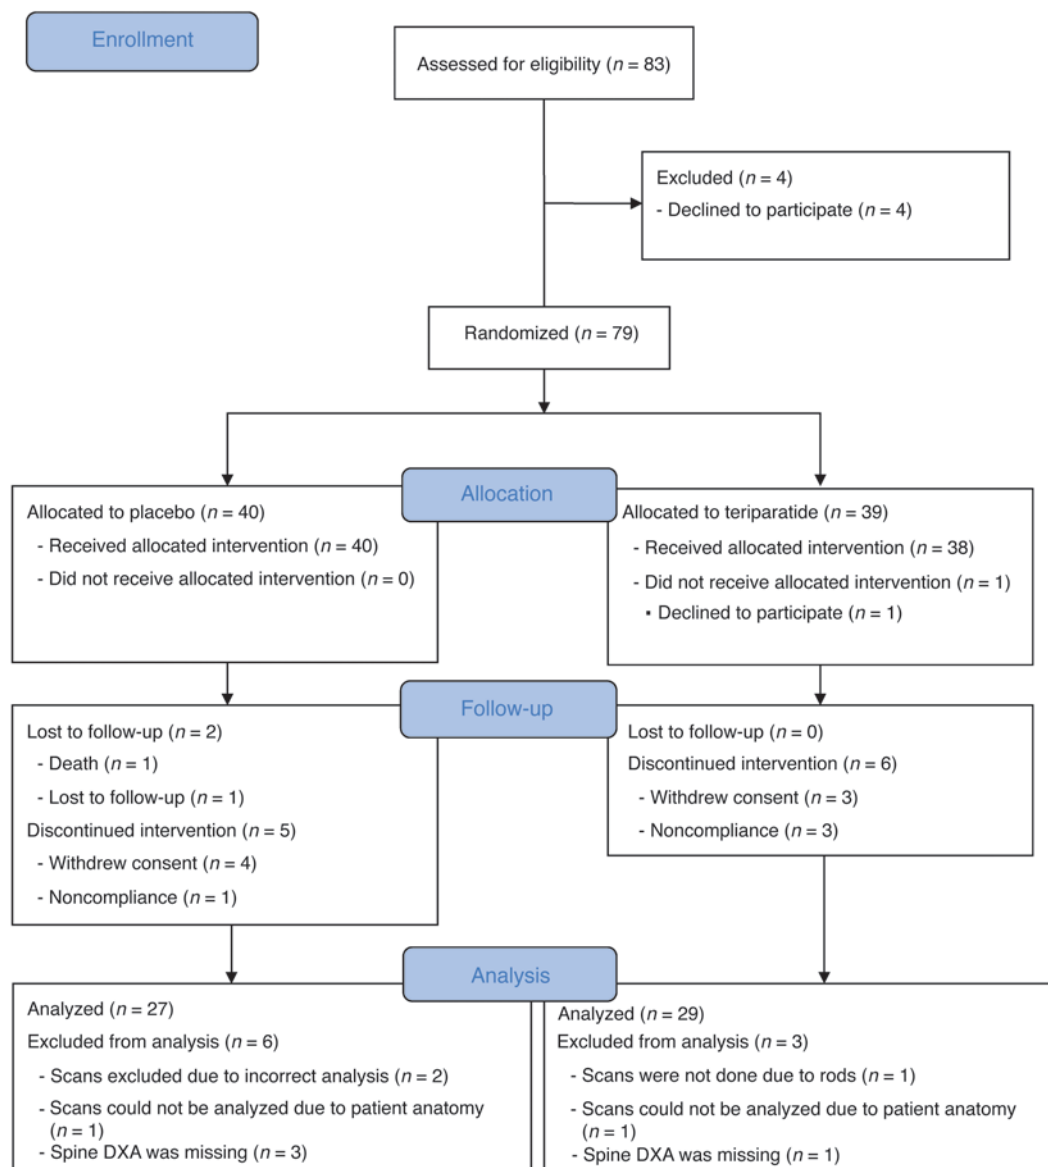 Enrollment
Assessed for eligibility (n = 83)
Excluded (n = 4)
- Declined to participate (n = 4)
Randomized (n = 79)
Allocation
Allocated to placebo (n = 40)
- Received allocated intervention (n = 40)
- Did not receive allocated intervention (n = 0)
Allocated to teriparatide (n = 39)
- Received allocated intervention (n = 38)
- Did not receive allocated intervention (n = 1)
▪ Declined to participate (n = 1)
Follow-up
Lost to follow-up (n = 2)
- Death (n = 1)
- Lost to follow-up (n = 1)
Discontinued intervention (n = 5)
- Withdrew consent (n = 4)
- Noncompliance (n = 1)
Lost to follow-up (n = 0)
Discontinued intervention (n = 6)
- Withdrew consent (n = 3)
- Noncompliance (n = 3)
Analysis
Analyzed (n = 27)
Excluded from analysis (n = 6)
- Scans excluded due to incorrect analysis (n = 2)
- Scans could not be analyzed due to patient anatomy
(n = 1)
- Spine DXA was missing (n = 3)
Analyzed (n = 29)
Excluded from analysis (n = 3)
- Scans were not done due to rods (n = 1)
- Scans could not be analyzed due to patient anatomy
(n = 1)
- Spine DXA was missing (n = 1)